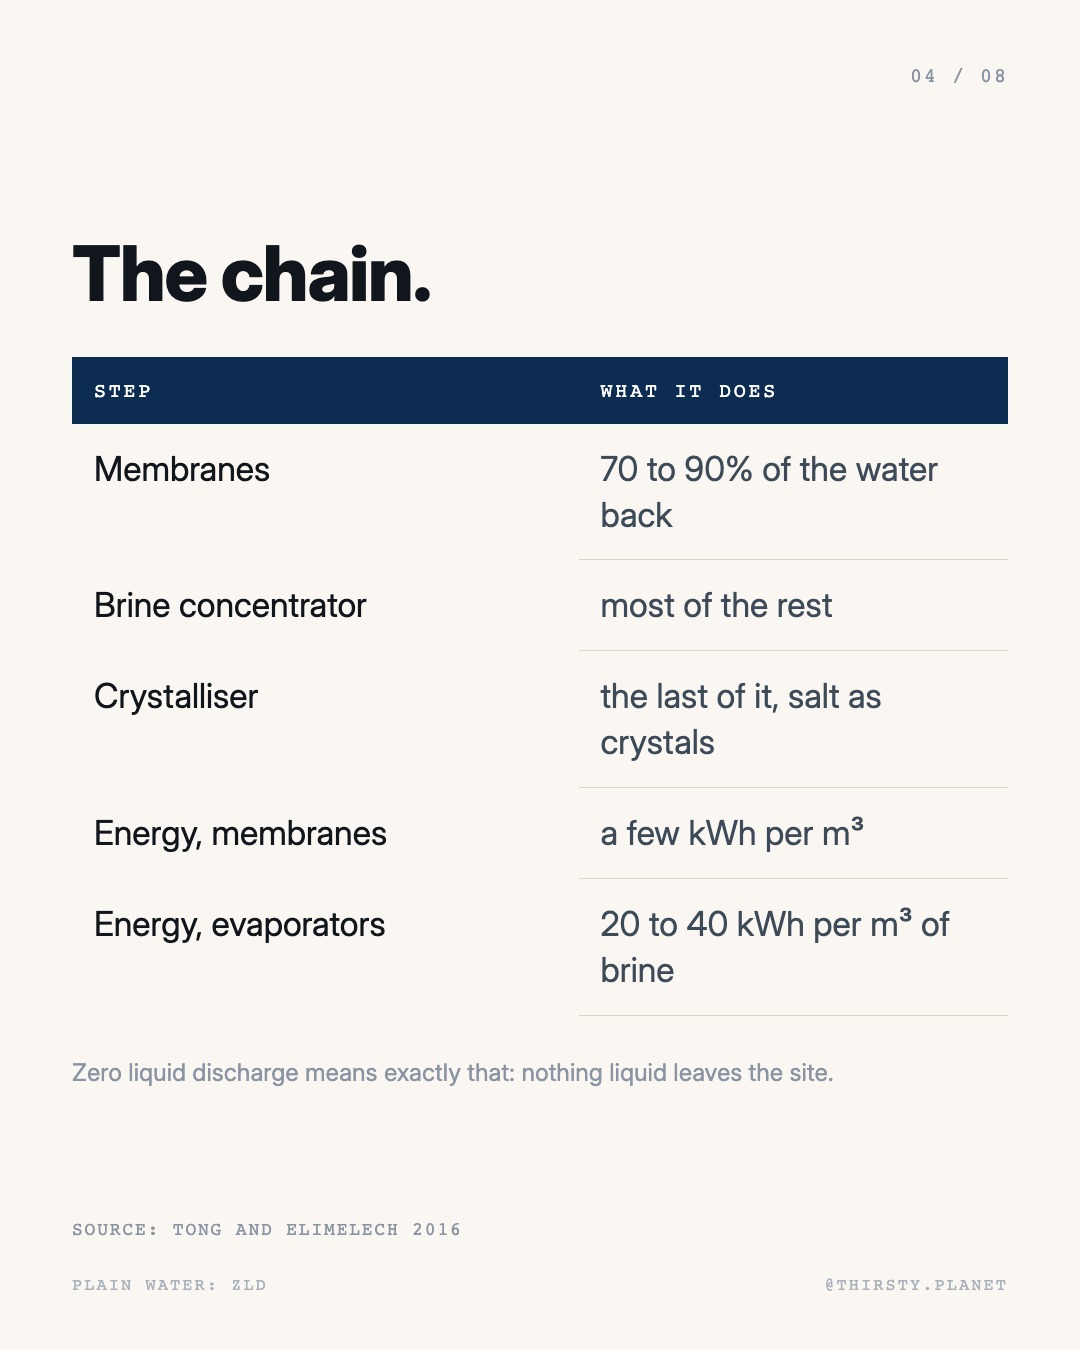 04 / 08
The chain.
STEP WHAT IT DOES
Membranes 70 to 90% of the water
back
Brine concentrator most of the rest
Crystalliser the last of it, salt as
crystals
Energy, membranes a few kWh per m³
Energy, evaporators 20 to 40 kWh per m³ of
brine
Zero liquid discharge means exactly that: nothing liquid leaves the site.
SOURCE: TONG AND ELIMELECH 2016
PLAIN WATER: ZLD @THIRSTY.PLANET